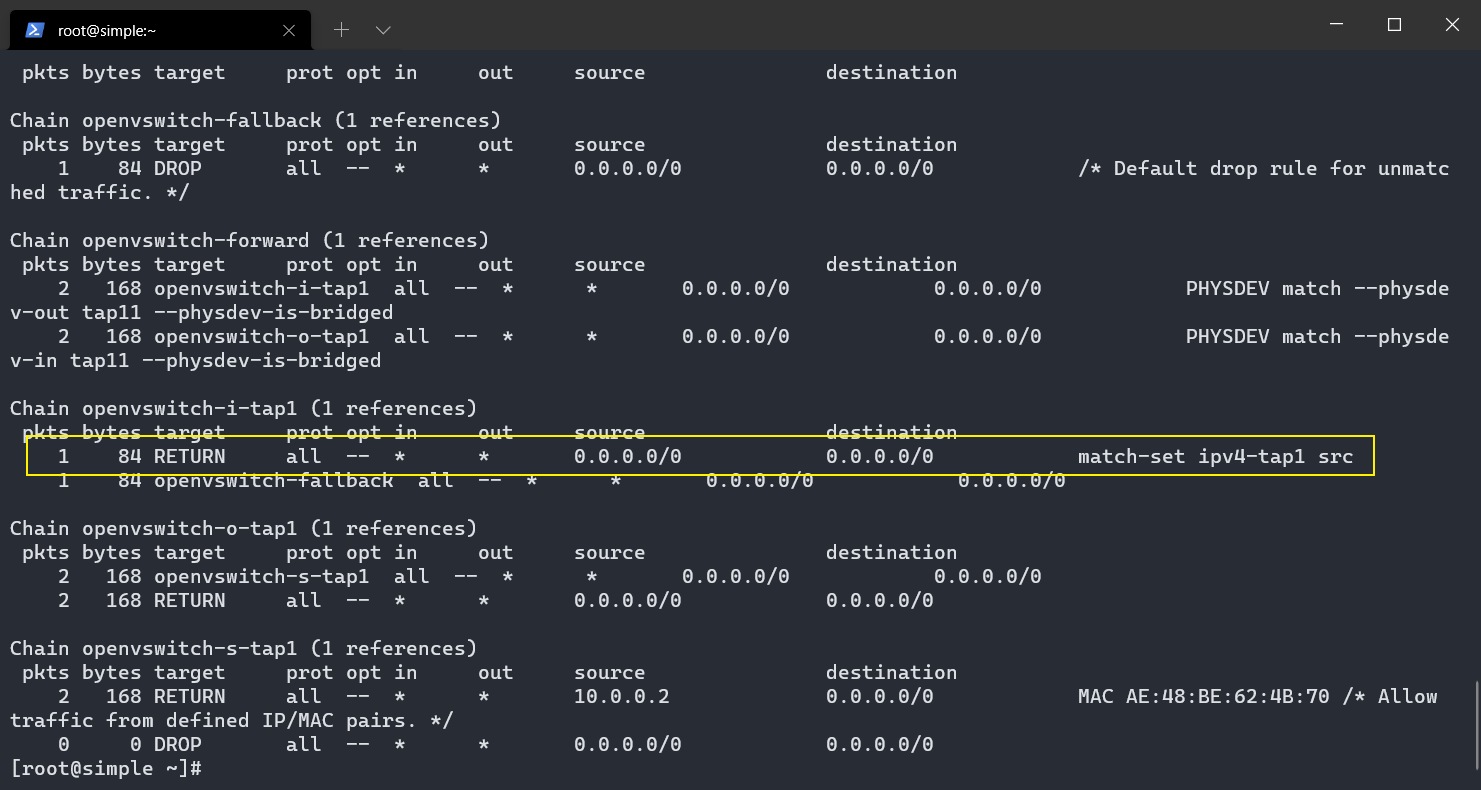 root@simple:~
 pkts bytes target     prot opt in     out     source               destination

Chain openvswitch-fallback (1 references)
 pkts bytes target     prot opt in     out     source               destination
    1    84 DROP       all  --  *      *       0.0.0.0/0            0.0.0.0/0            /* Default drop rule for unmatc
hed traffic. */

Chain openvswitch-forward (1 references)
 pkts bytes target     prot opt in     out     source               destination
    2   168 openvswitch-i-tap1  all  --  *      *       0.0.0.0/0            0.0.0.0/0            PHYSDEV match --physde
v-out tap11 --physdev-is-bridged
    2   168 openvswitch-o-tap1  all  --  *      *       0.0.0.0/0            0.0.0.0/0            PHYSDEV match --physde
v-in tap11 --physdev-is-bridged

Chain openvswitch-i-tap1 (1 references)
 pkts bytes target     prot opt in     out     source               destination
    1    84 RETURN     all  --  *      *       0.0.0.0/0            0.0.0.0/0            match-set ipv4-tap1 src
    1    84 openvswitch-fallback  all  --  *      *       0.0.0.0/0            0.0.0.0/0

Chain openvswitch-o-tap1 (1 references)
 pkts bytes target     prot opt in     out     source               destination
    2   168 openvswitch-s-tap1  all  --  *      *       0.0.0.0/0            0.0.0.0/0
    2   168 RETURN     all  --  *      *       0.0.0.0/0            0.0.0.0/0

Chain openvswitch-s-tap1 (1 references)
 pkts bytes target     prot opt in     out     source               destination
    2   168 RETURN     all  --  *      *       10.0.0.2             0.0.0.0/0            MAC AE:48:BE:62:4B:70 /* Allow
traffic from defined IP/MAC pairs. */
    0     0 DROP       all  --  *      *       0.0.0.0/0            0.0.0.0/0
[root@simple ~]#